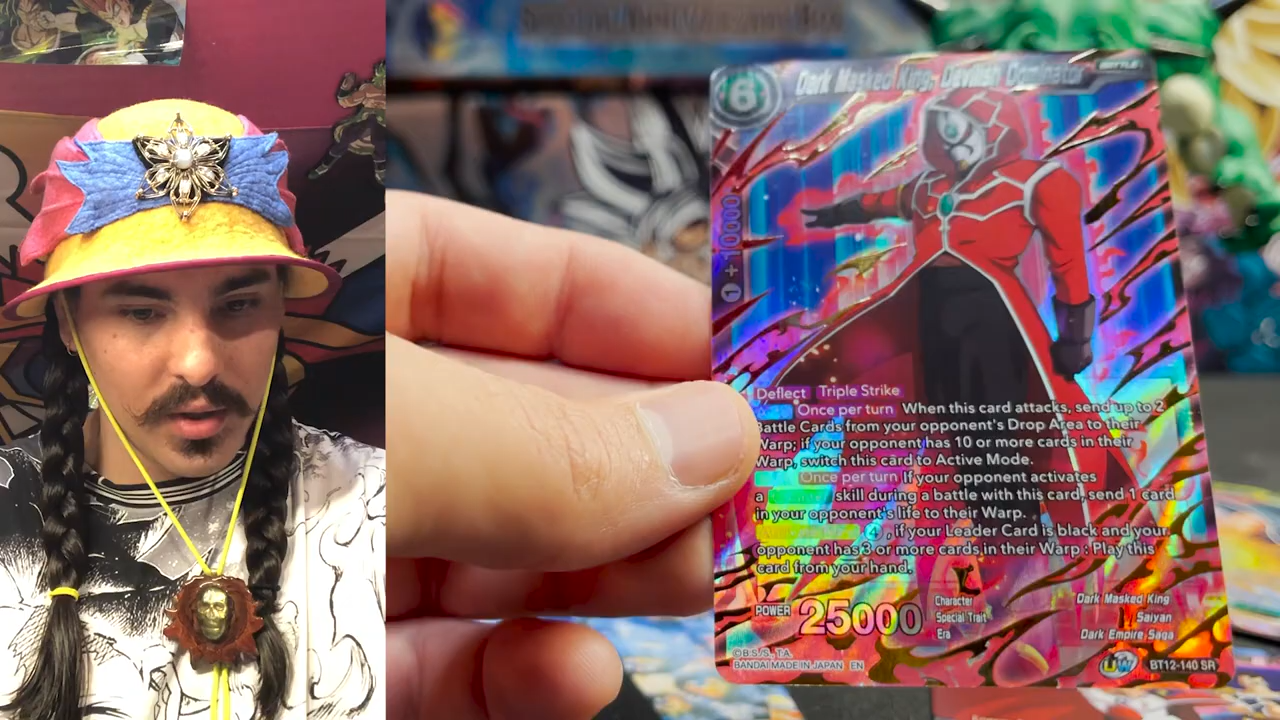 6
Dark Masked King, Devilish Dominator
BATTLE
1 +10000
Deflect Triple Strike
Once per turn When this card attacks, send up to 2
Battle Cards from your opponent's Drop Area to their
Warp; if your opponent has 10 or more cards in their
Warp, switch this card to Active Mode.
Once per turn If your opponent activates
a skill during a battle with this card, send 1 card
in your opponent's life to their Warp.
4 , if your Leader Card is black and your
opponent has 3 or more cards in their Warp : Play this
card from your hand.
POWER 25000
Character Dark Masked King
Special Trait Saiyan
Era Dark Empire Saga
©B.S./S., T.A.
BANDAI MADE IN JAPAN EN
UW BT12-140 SR